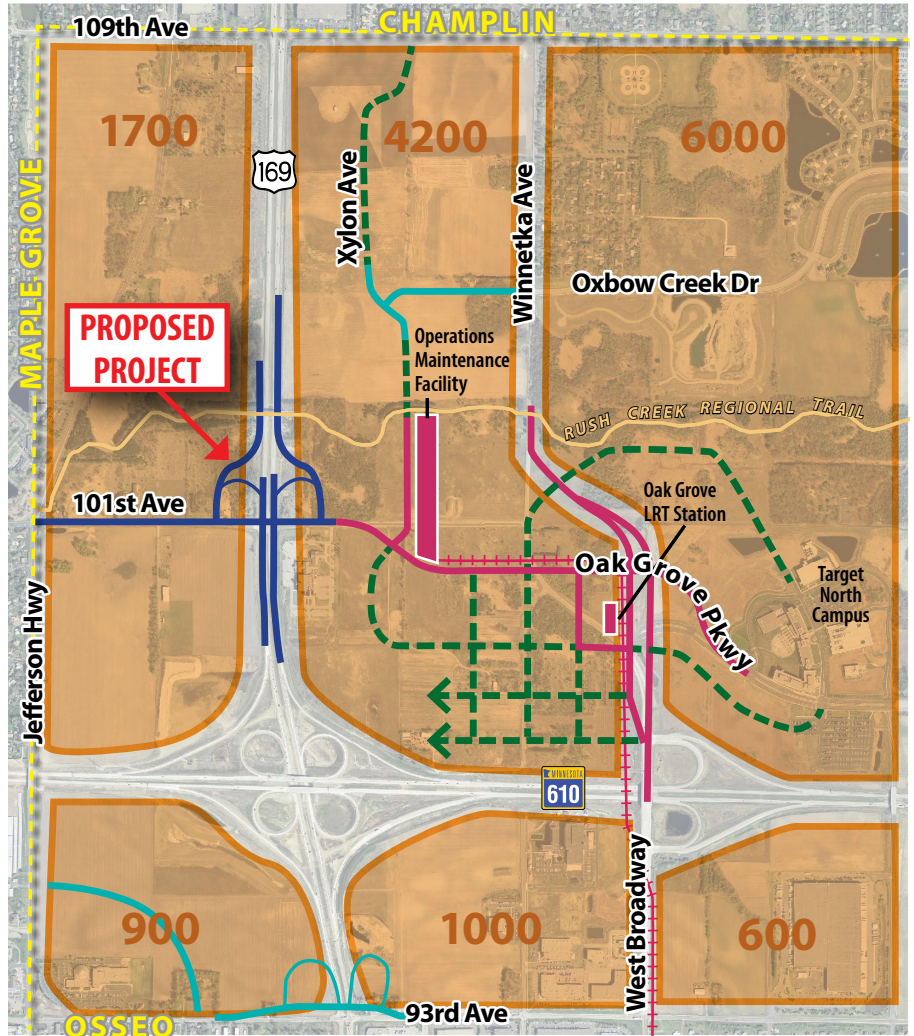 CHAMPLIN
109th Ave
1700
4200
6000
169
MAPLE GROVE
Xylon Ave
Winnetka Ave
Oxbow Creek Dr
PROPOSED
PROJECT
Operations
Maintenance
Facility
RUSH CREEK REGIONAL TRAIL
101st Ave
Oak Grove
LRT Station
Oak Grove Pkwy
Target
North
Campus
Jefferson Hwy
MINNESOTA
610
900
1000
600
West Broadway
93rd Ave
OSSEO